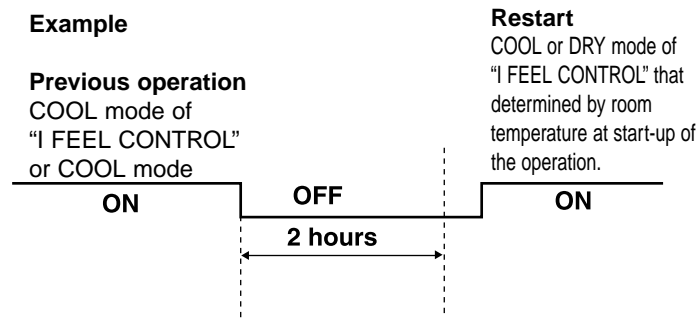 Example
Previous operation
COOL mode of
“I FEEL CONTROL”
or COOL mode
Restart
COOL or DRY mode of
“I FEEL CONTROL” that
determined by room
temperature at start-up of
the operation.
ON
OFF
ON
2 hours